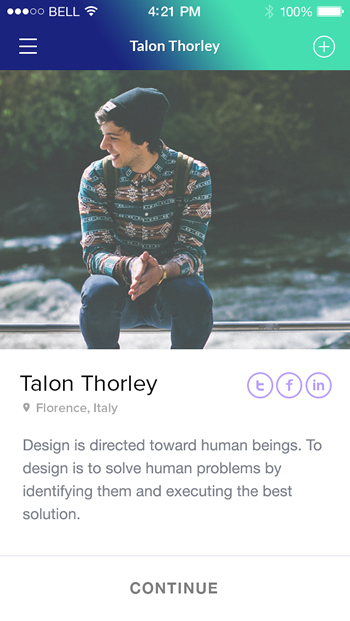 BELL 4:21 PM 100%
Talon Thorley
Talon Thorley
Florence, Italy
Design is directed toward human beings. To
design is to solve human problems by
identifying them and executing the best
solution.
CONTINUE